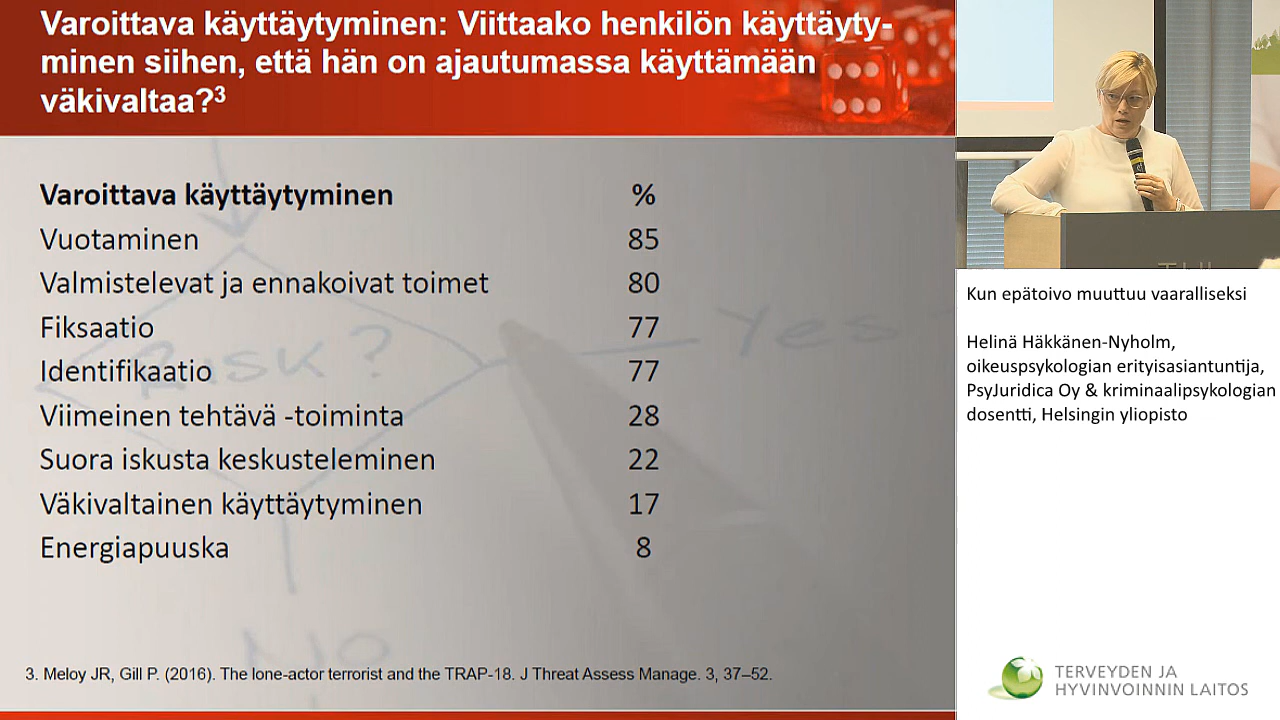 Varoittava käyttäytyminen: Viittaako henkilön käyttäyty-
minen siihen, että hän on ajautumassa käyttämään
väkivaltaa?³
Varoittava käyttäytyminen %
Vuotaminen 85
Valmistelevat ja ennakoivat toimet 80
Fiksaatio 77
Identifikaatio 77
Viimeinen tehtävä -toiminta 28
Suora iskusta keskusteleminen 22
Väkivaltainen käyttäytyminen 17
Energiapuuska 8
RISK?
Yes
No
3. Meloy JR, Gill P. (2016). The lone-actor terrorist and the TRAP-18. J Threat Assess Manage. 3, 37–52.
Kun epätoivo muuttuu vaaralliseksi
Helinä Häkkänen-Nyholm,
oikeuspsykologian erityisasiantuntija,
PsyJuridica Oy & kriminaalipsykologian
dosentti, Helsingin yliopisto
TERVEYDEN JA
HYVINVOINNIN LAITOS